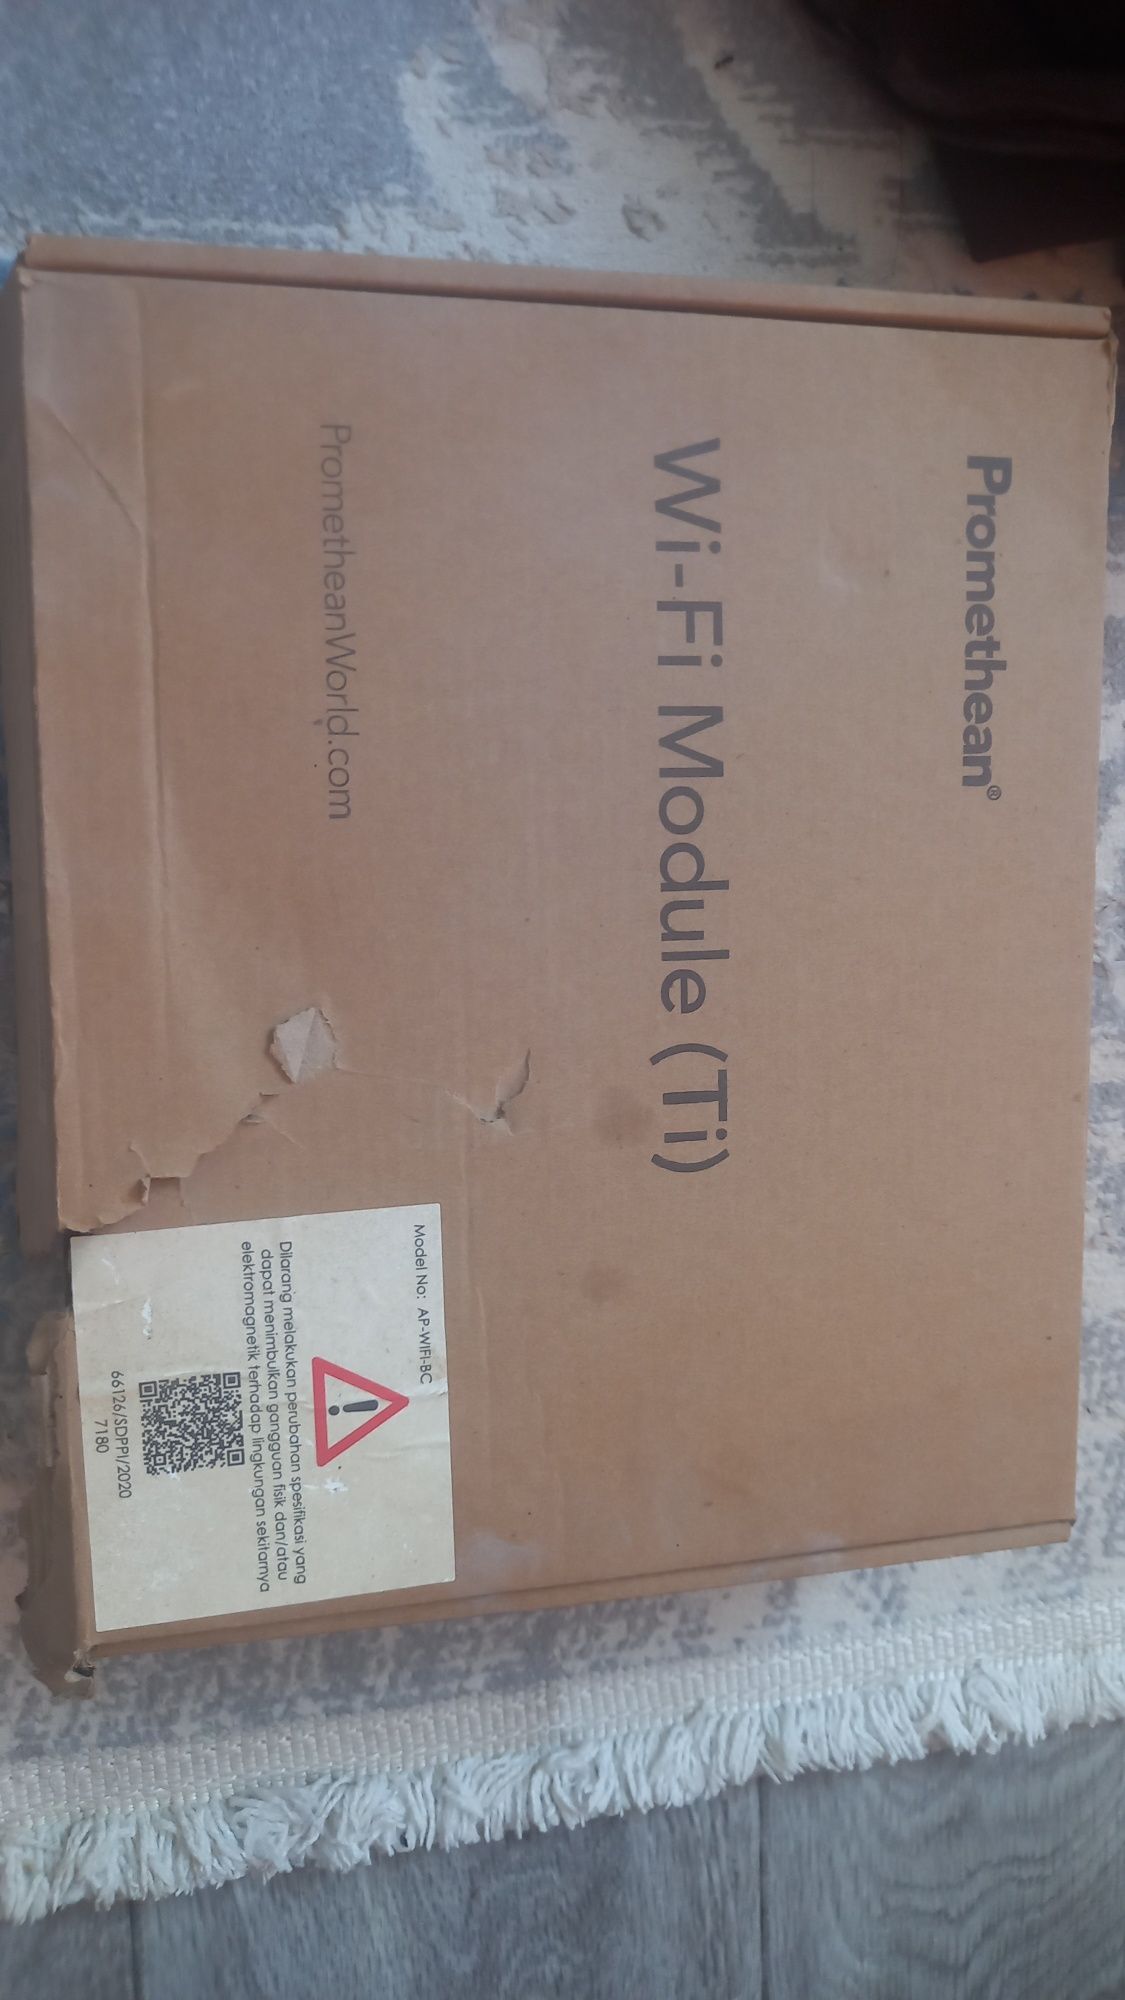 Promethean®
Wi-Fi Module (Ti)
PrometheanWorld.com
Model No: AP-WIFI-BC
!
Dilarang melakukan perubahan spesifikasi yang
dapat menimbulkan gangguan fisik dan/atau
elektromagnetik terhadap lingkungan sekitarnya
66126/SDPPI/2020
7180